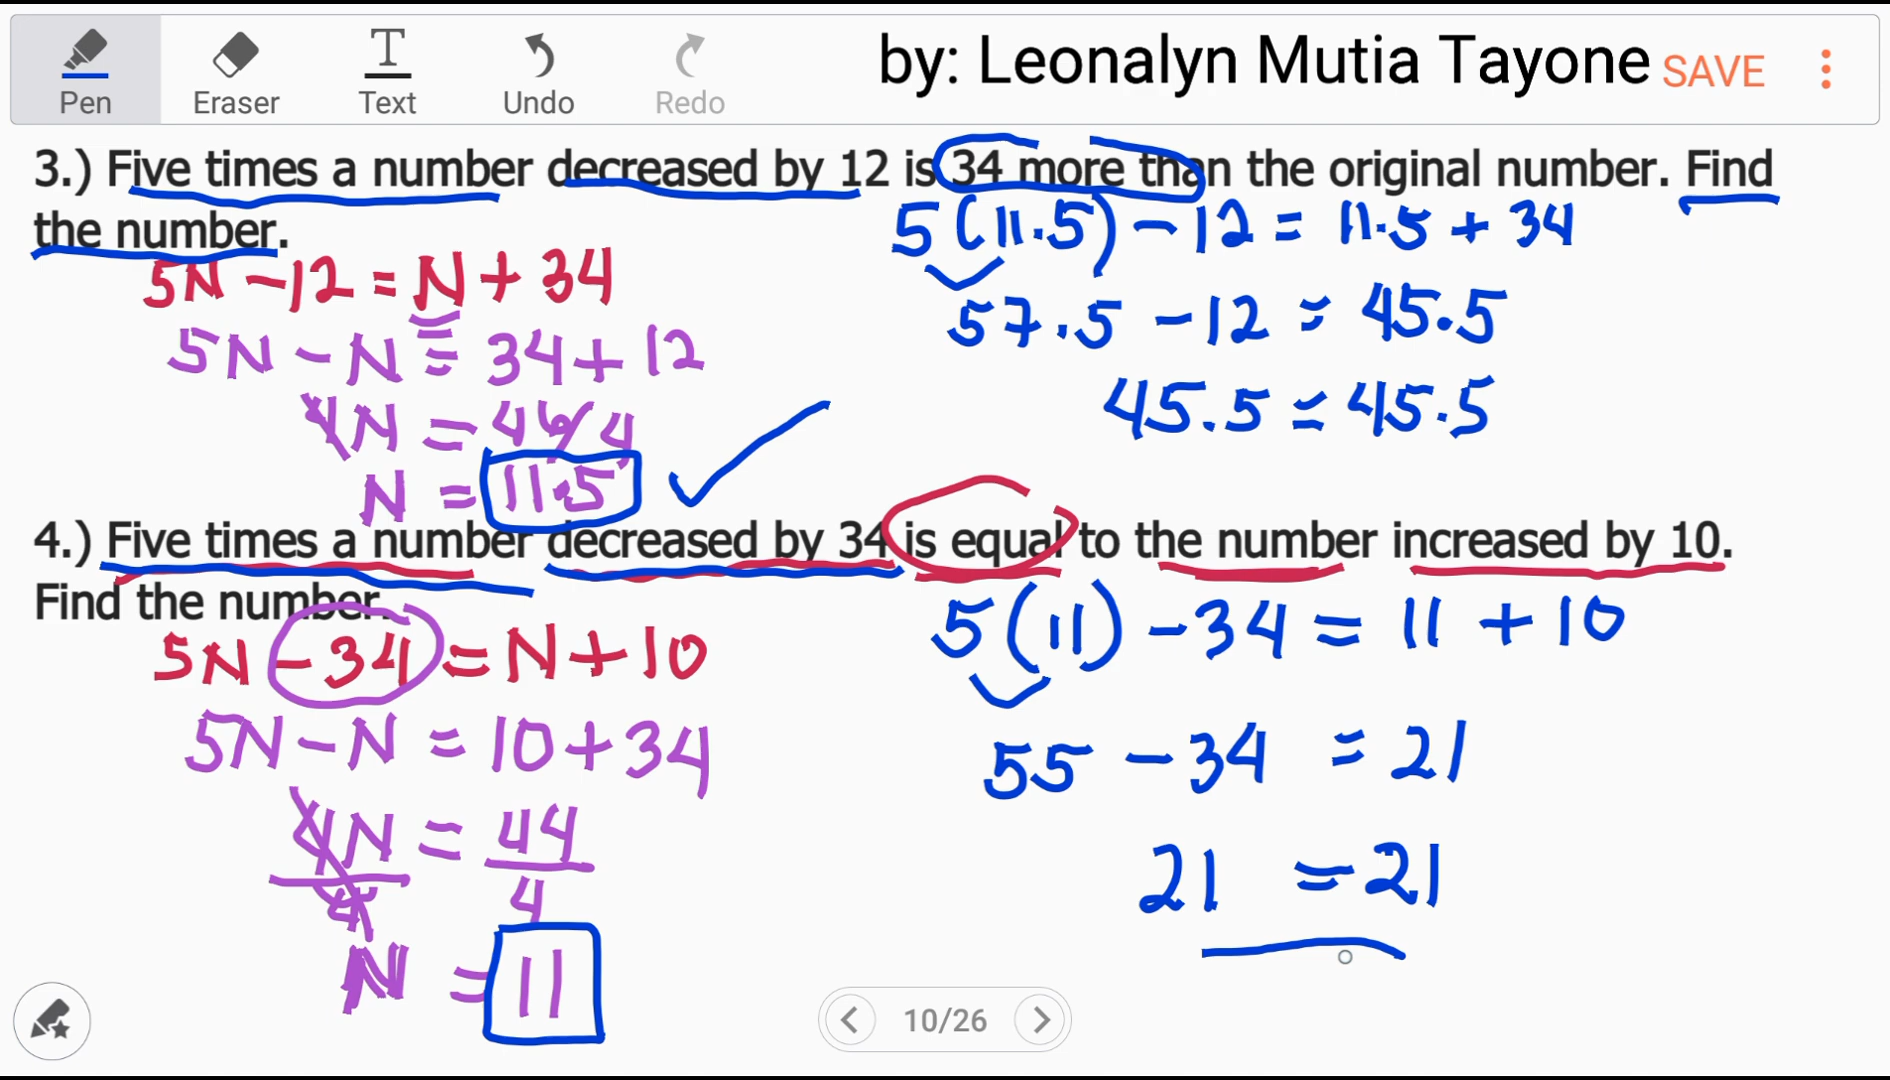 Pen Eraser Text Undo Redo by: Leonalyn Mutia Tayone SAVE
3.) Five times a number decreased by 12 is 34 more than the original number. Find
the number.
5N - 12 = N + 34
5N - N = 34 + 12
4N = 46/4
N = 11.5
5(11.5) - 12 = 11.5 + 34
57.5 - 12 = 45.5
45.5 = 45.5
4.) Five times a number decreased by 34 is equal to the number increased by 10.
Find the number.
5N - 34 = N + 10
5N - N = 10 + 34
4N = 44
4 4
N = 11
5(11) - 34 = 11 + 10
55 - 34 = 21
21 = 21
10/26